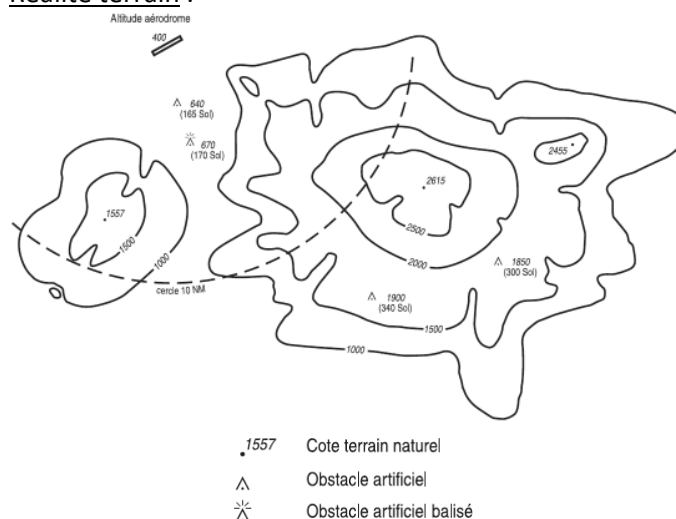 Réalité terrain :
Altitude aérodrome
400
640
(165 Sol)
670
(170 Sol)
2455
2615
1557
1500
1000
2500
2000
1850
(300 Sol)
cercle 10 NM
1900
(340 Sol)
1500
1000
1557 Cote terrain naturel
Obstacle artificiel
Obstacle artificiel balisé